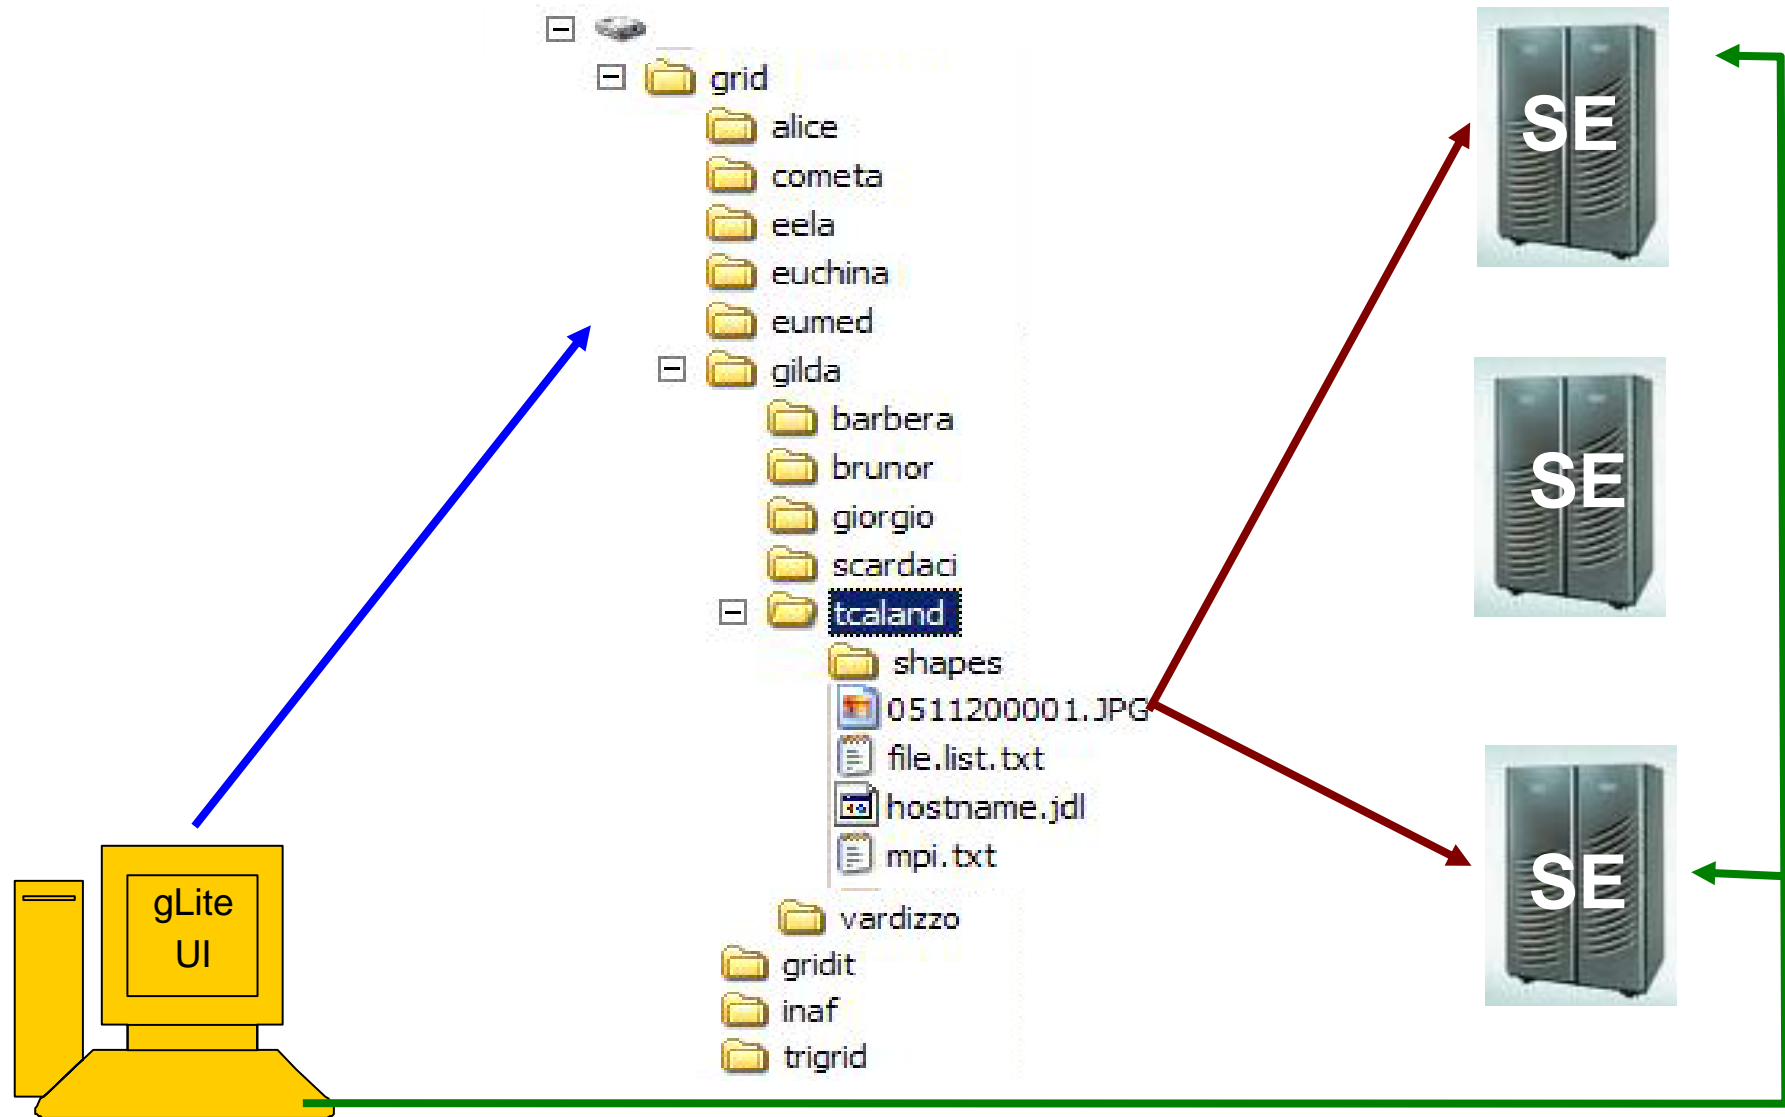 grid
alice
cometa
eela
euchina
eumed
gilda
barbera
brunor
giorgio
scardaci
tcaland
shapes
0511200001.JPG
file.list.txt
hostname.jdl
mpi.txt
vardizzo
gridit
inaf
trigrid
gLite
UI
SE
SE
SE